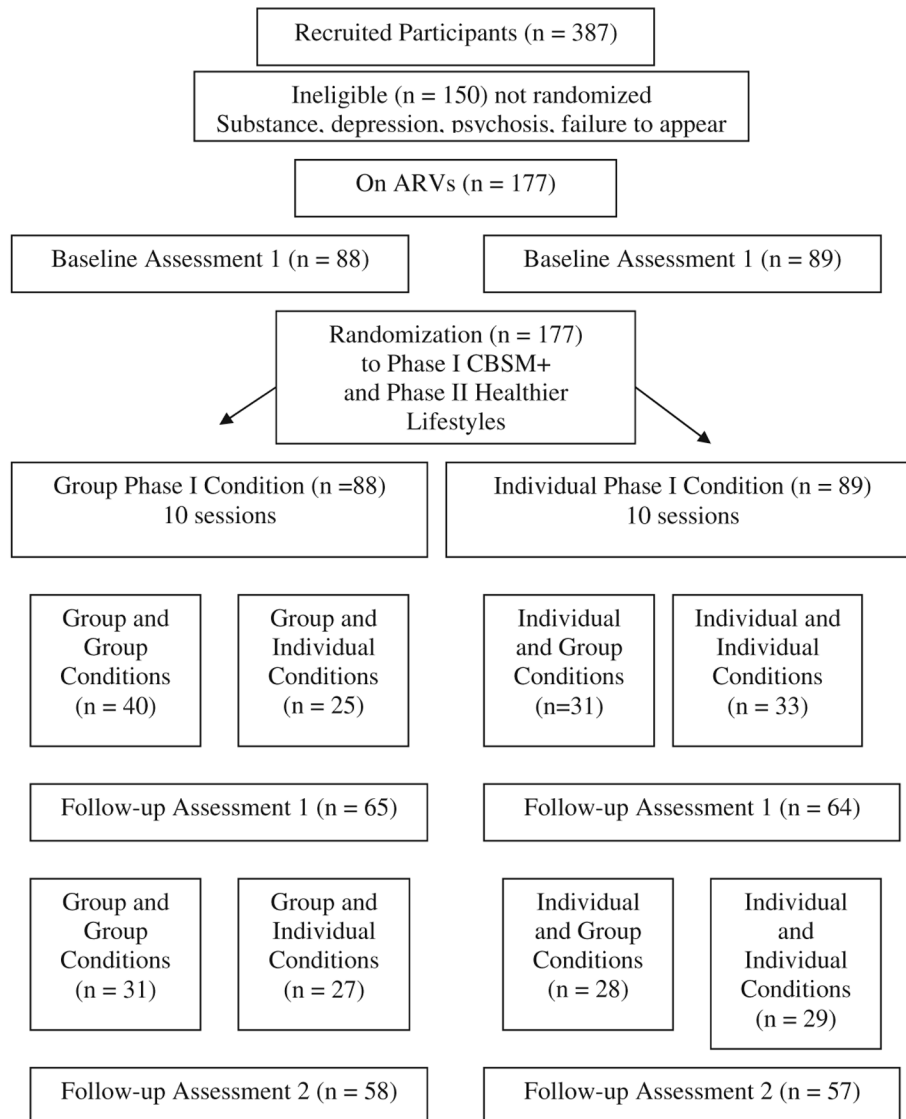 Recruited Participants (n = 387)
Ineligible (n = 150) not randomized
Substance, depression, psychosis, failure to appear
On ARVs (n = 177)
Baseline Assessment 1 (n = 88)
Baseline Assessment 1 (n = 89)
Randomization (n = 177)
to Phase I CBSM+
and Phase II Healthier
Lifestyles
Group Phase I Condition (n =88)
10 sessions
Individual Phase I Condition (n = 89)
10 sessions
Group and
Group
Conditions
(n = 40)
Group and
Individual
Conditions
(n = 25)
Individual
and Group
Conditions
(n=31)
Individual and
Individual
Conditions
(n = 33)
Follow-up Assessment 1 (n = 65)
Follow-up Assessment 1 (n = 64)
Group and
Group
Conditions
(n = 31)
Group and
Individual
Conditions
(n = 27)
Individual
and Group
Conditions
(n = 28)
Individual
and
Individual
Conditions
(n = 29)
Follow-up Assessment 2 (n = 58)
Follow-up Assessment 2 (n = 57)